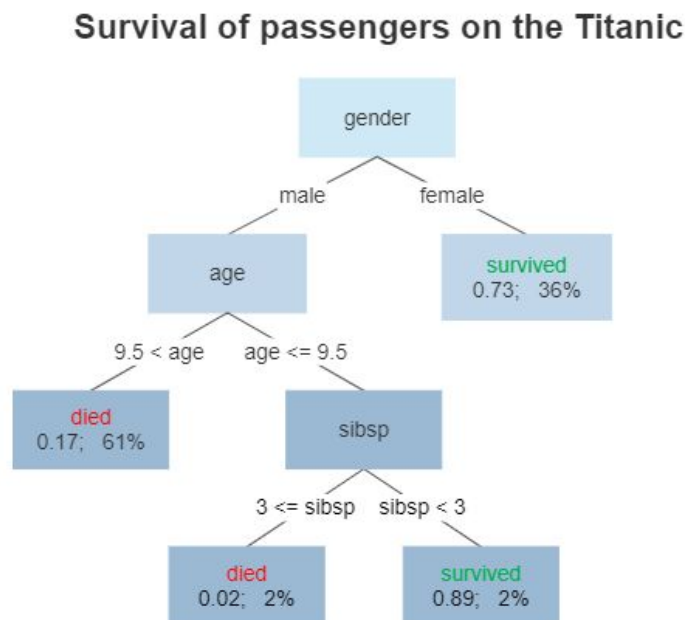 Survival of passengers on the Titanic
gender
male female
age
survived
0.73; 36%
9.5 < age age <= 9.5
died
0.17; 61%
sibsp
3 <= sibsp sibsp < 3
died
0.02; 2%
survived
0.89; 2%